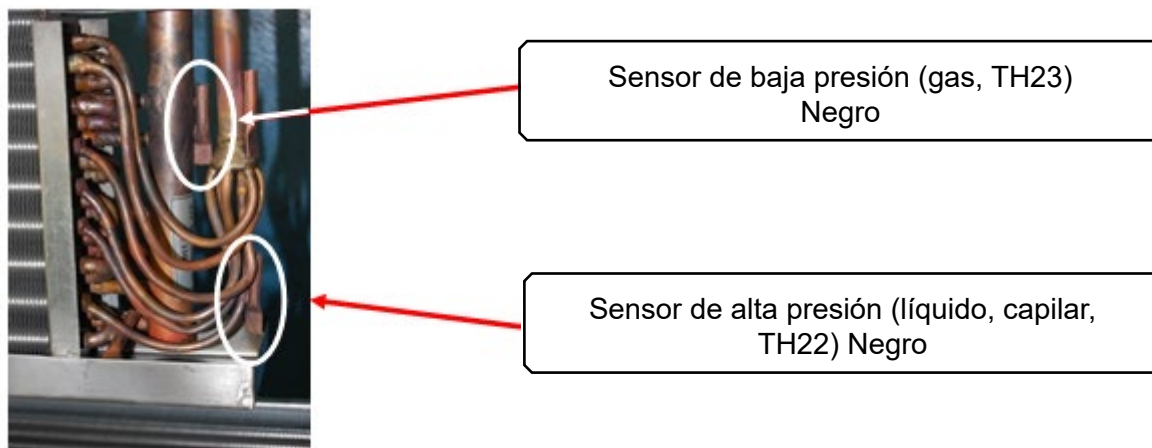 Sensor de baja presión (gas, TH23)
Negro
Sensor de alta presión (líquido, capilar,
TH22) Negro